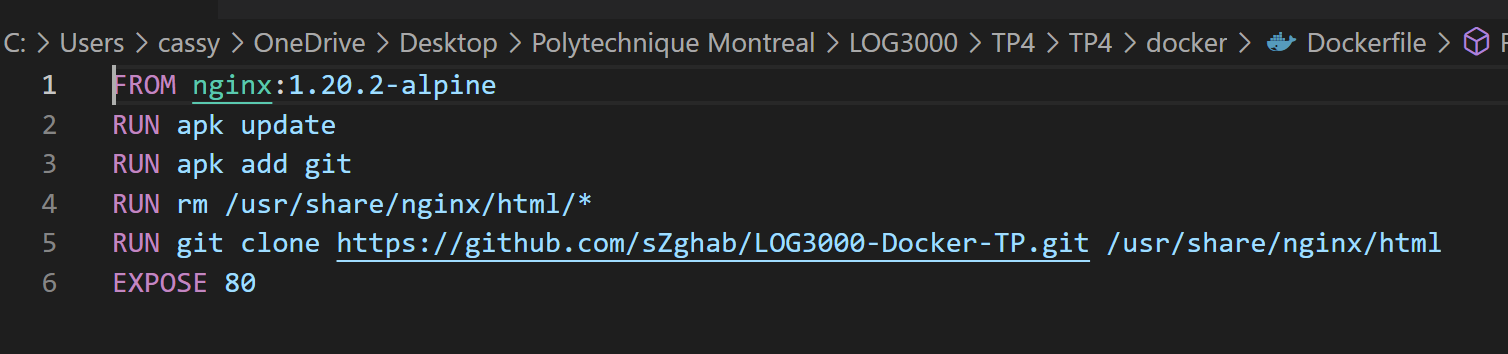 C: > Users > cassy > OneDrive > Desktop > Polytechnique Montreal > LOG3000 > TP4 > TP4 > docker > Dockerfile >
1 FROM nginx:1.20.2-alpine
2 RUN apk update
3 RUN apk add git
4 RUN rm /usr/share/nginx/html/*
5 RUN git clone https://github.com/sZghab/LOG3000-Docker-TP.git /usr/share/nginx/html
6 EXPOSE 80